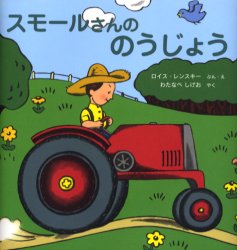 スモールさんの
のうじょう
ロイス・レンスキー ぶん・え
わたなべ しげお やく